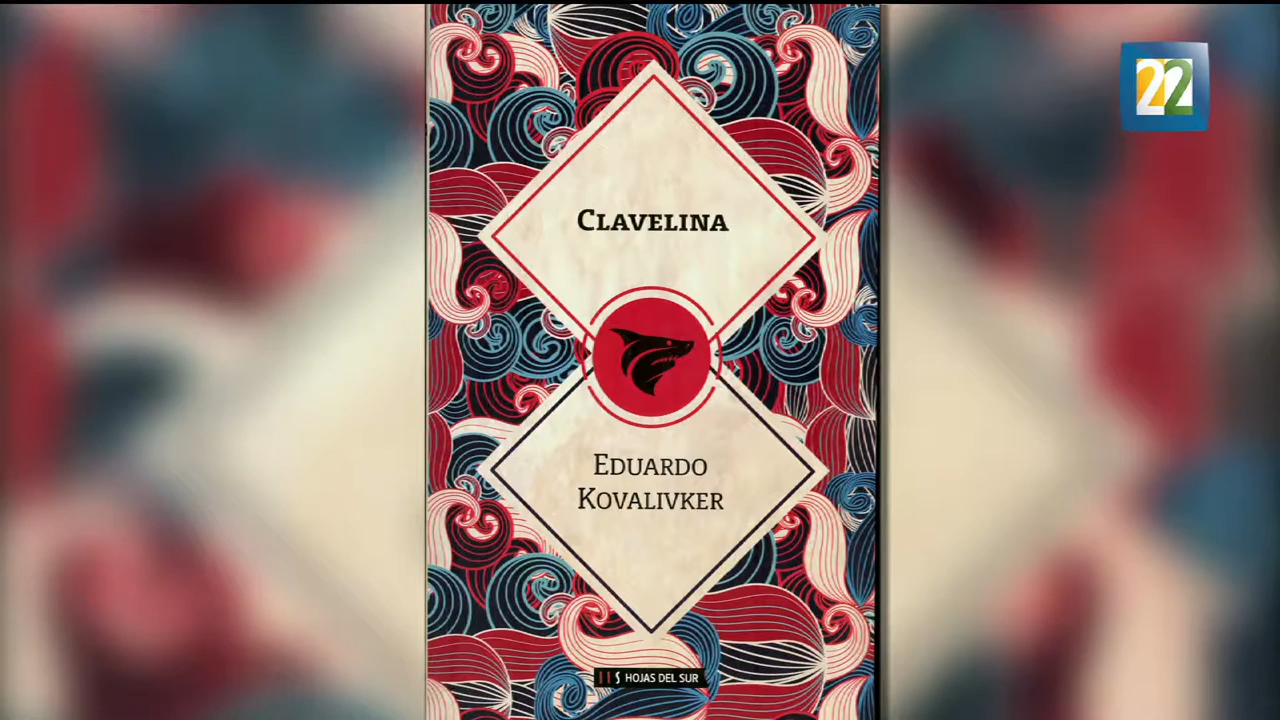 22
CLAVELINA
EDUARDO
KOVALIVKER
HOJAS DEL SUR